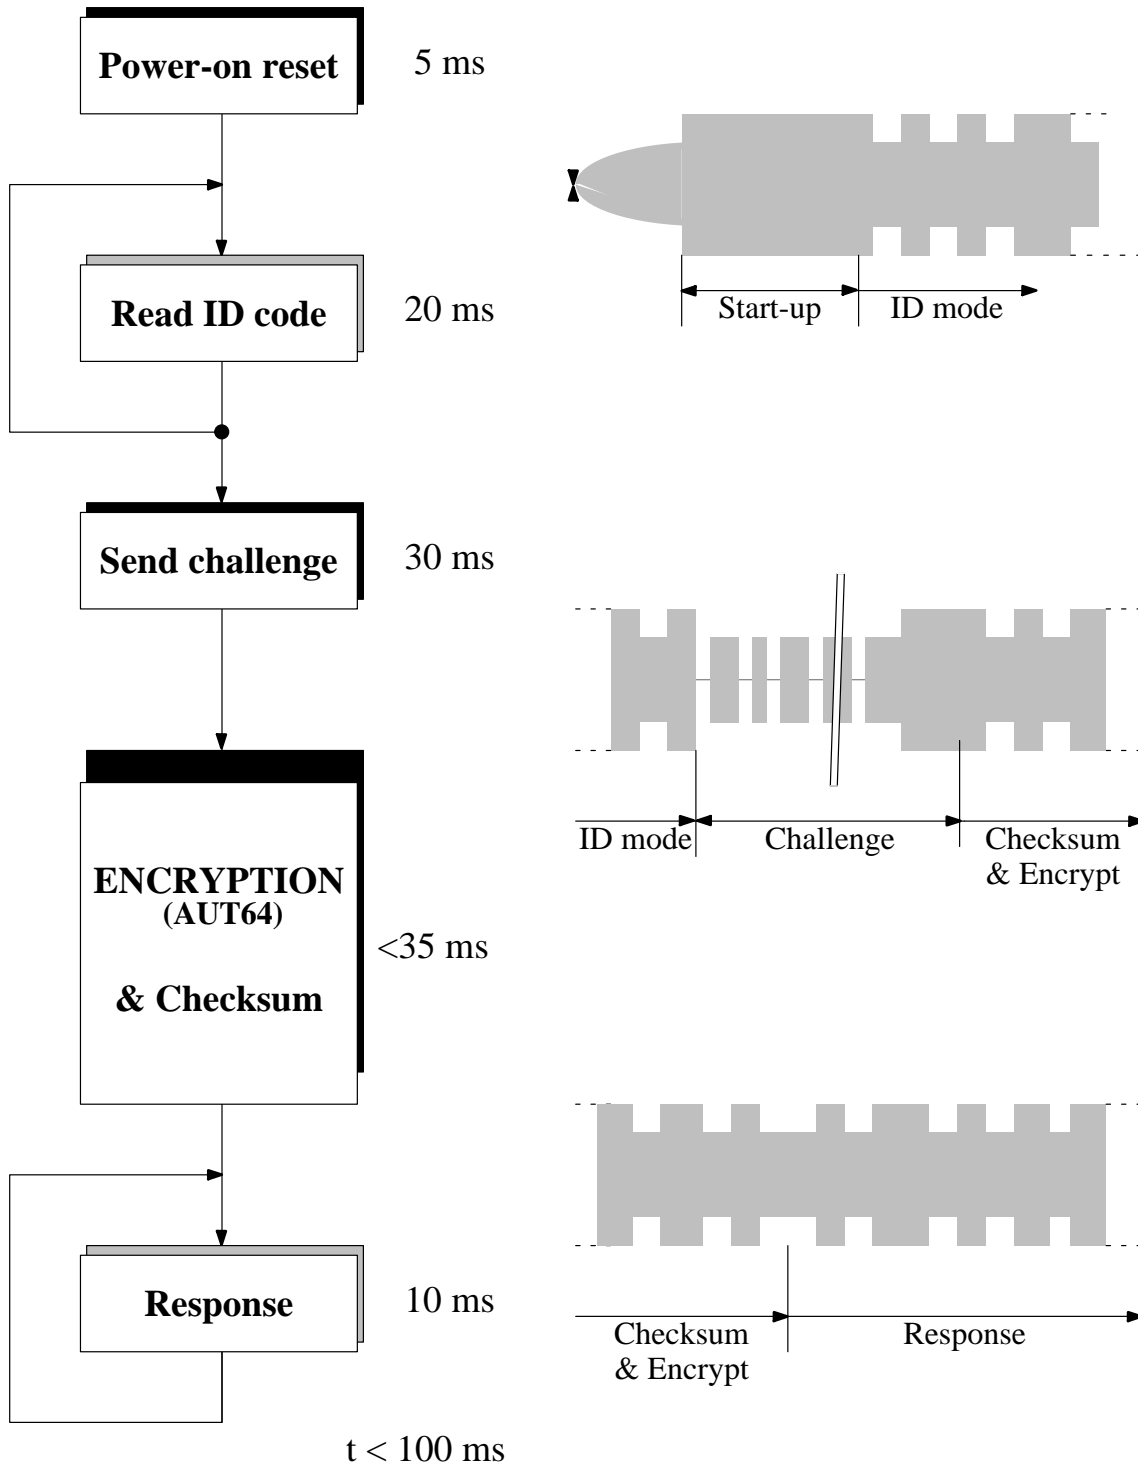 Power-on reset
5 ms
Read ID code
20 ms
Start-up
ID mode
Send challenge
30 ms
ID mode
Challenge
Checksum
& Encrypt
ENCRYPTION
(AUT64)
& Checksum
<35 ms
Response
10 ms
Checksum
& Encrypt
Response
t < 100 ms